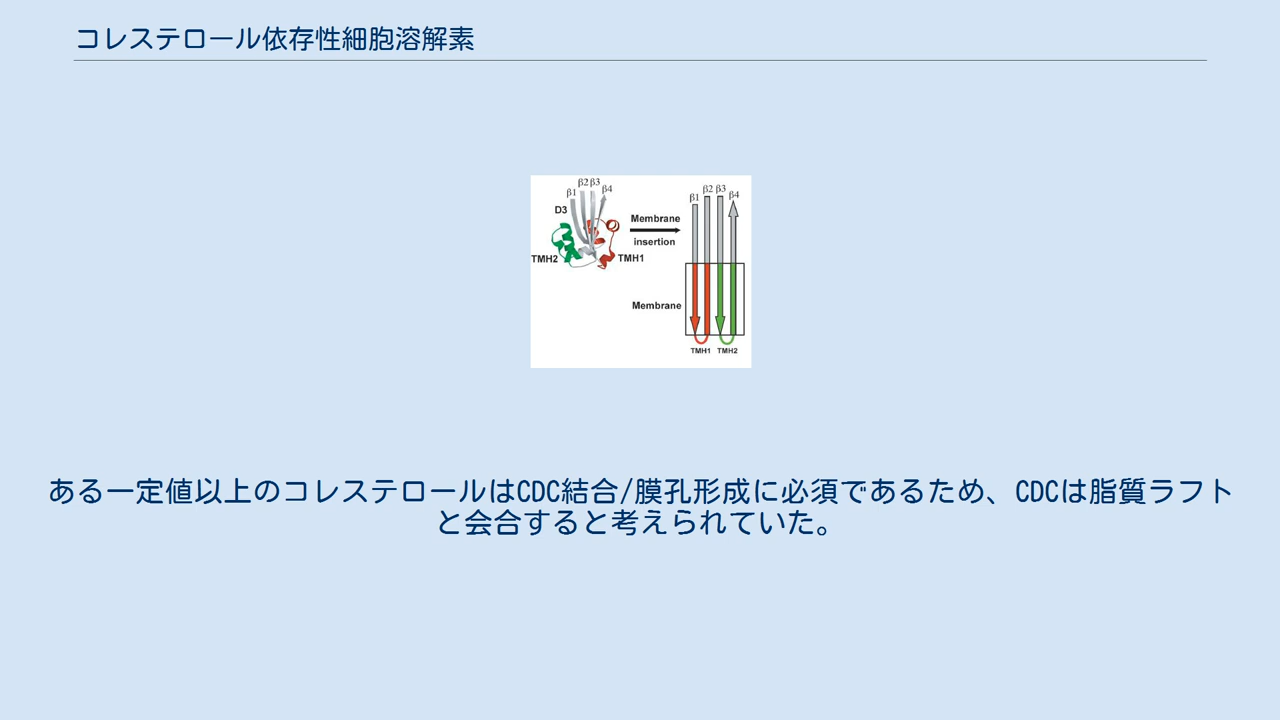 コレステロール依存性細胞溶解素
β1 β2 β3 β4
D3
TMH2
TMH1
Membrane
insertion
β1 β2 β3 β4
Membrane
TMH1 TMH2
ある一定値以上のコレステロールはCDC結合/膜孔形成に必須であるため、CDCは脂質ラフト
と会合すると考えられていた。